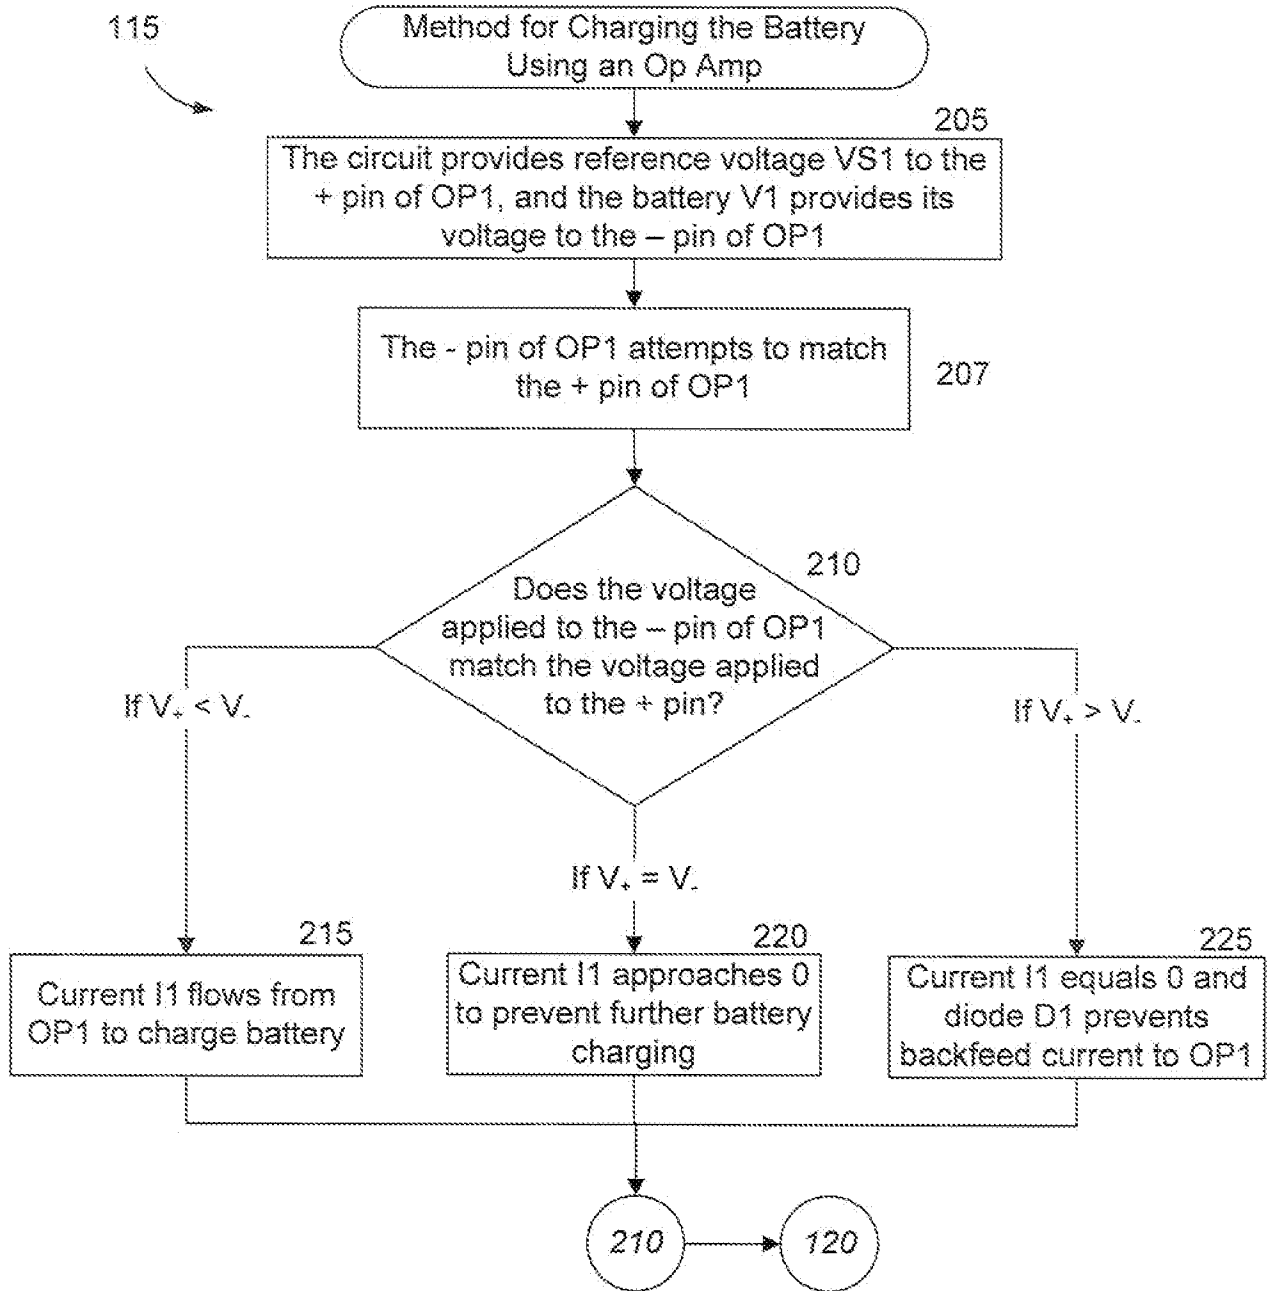 115
Method for Charging the Battery
Using an Op Amp
205
The circuit provides reference voltage VS1 to the
+ pin of OP1, and the battery V1 provides its
voltage to the – pin of OP1
The - pin of OP1 attempts to match
the + pin of OP1
207
210
Does the voltage
applied to the – pin of OP1
match the voltage applied
to the + pin?
If V₊ < V₋
If V₊ > V₋
If V₊ = V₋
215
Current I1 flows from
OP1 to charge battery
220
Current I1 approaches 0
to prevent further battery
charging
225
Current I1 equals 0 and
diode D1 prevents
backfeed current to OP1
210
120